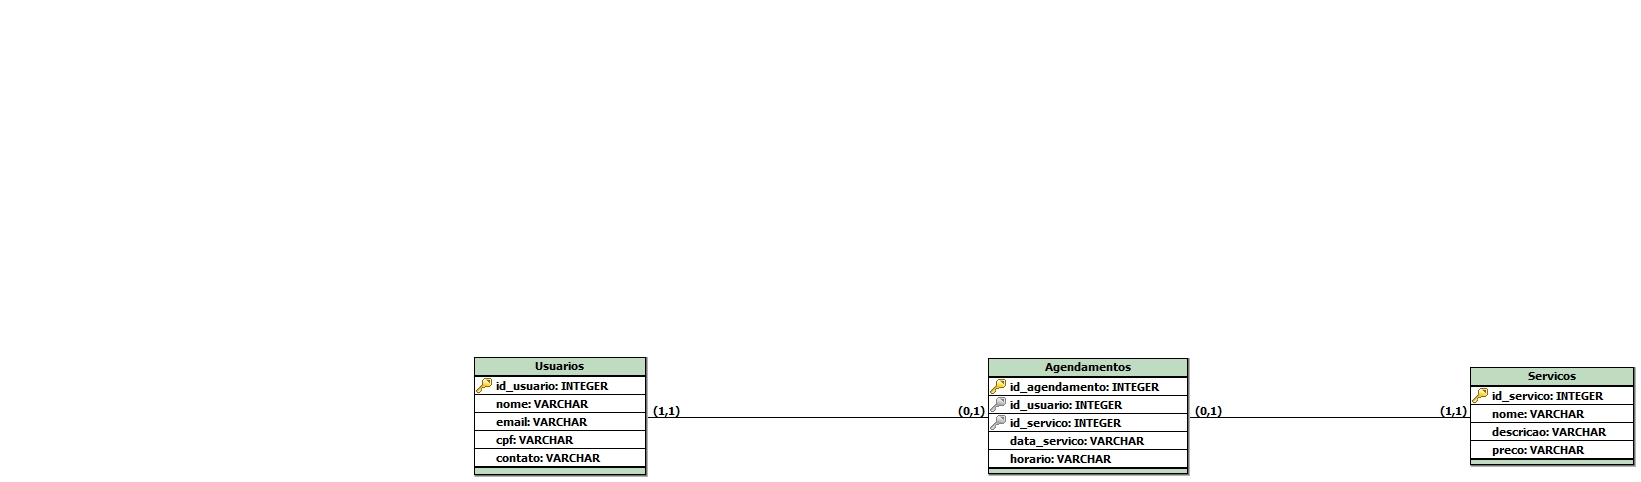 Usuarios
id_usuario: INTEGER
nome: VARCHAR
email: VARCHAR
cpf: VARCHAR
contato: VARCHAR
(1,1)
(0,1)
Agendamentos
id_agendamento: INTEGER
id_usuario: INTEGER
id_servico: INTEGER
data_servico: VARCHAR
horario: VARCHAR
(0,1)
(1,1)
Servicos
id_servico: INTEGER
nome: VARCHAR
descricao: VARCHAR
preco: VARCHAR